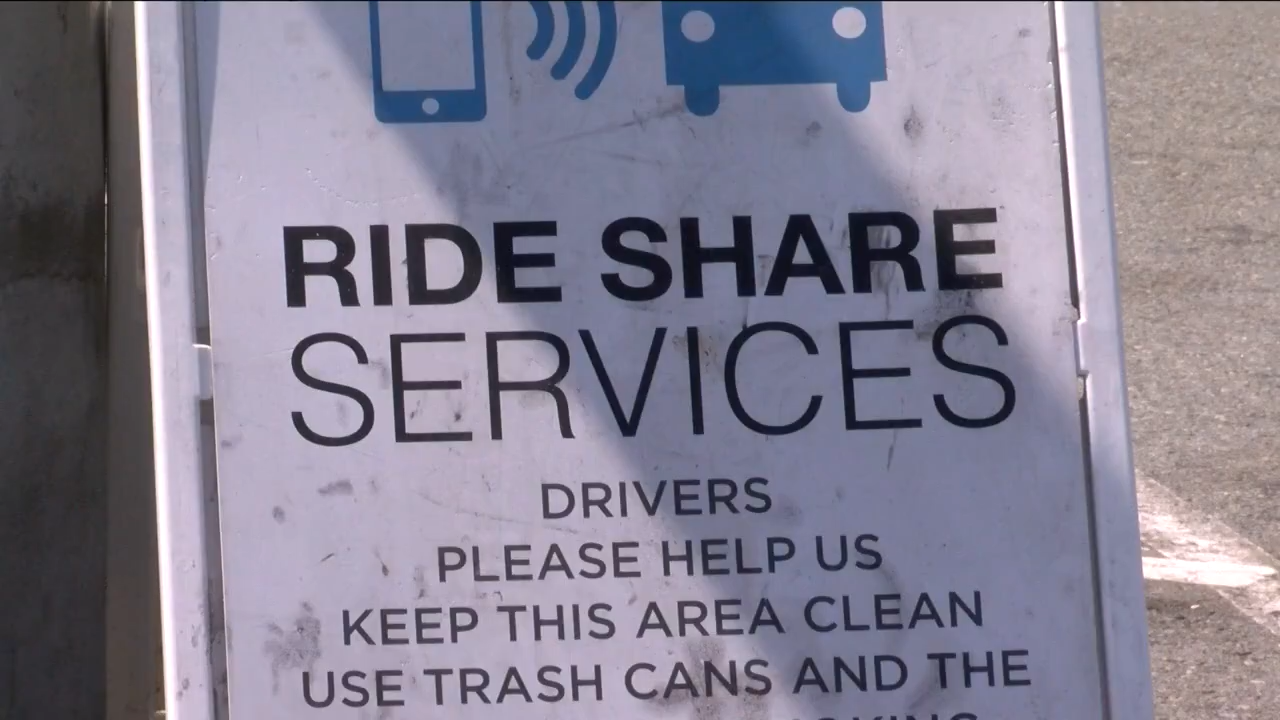 RIDE SHARE
SERVICES
DRIVERS
PLEASE HELP US
KEEP THIS AREA CLEAN
USE TRASH CANS AND THE